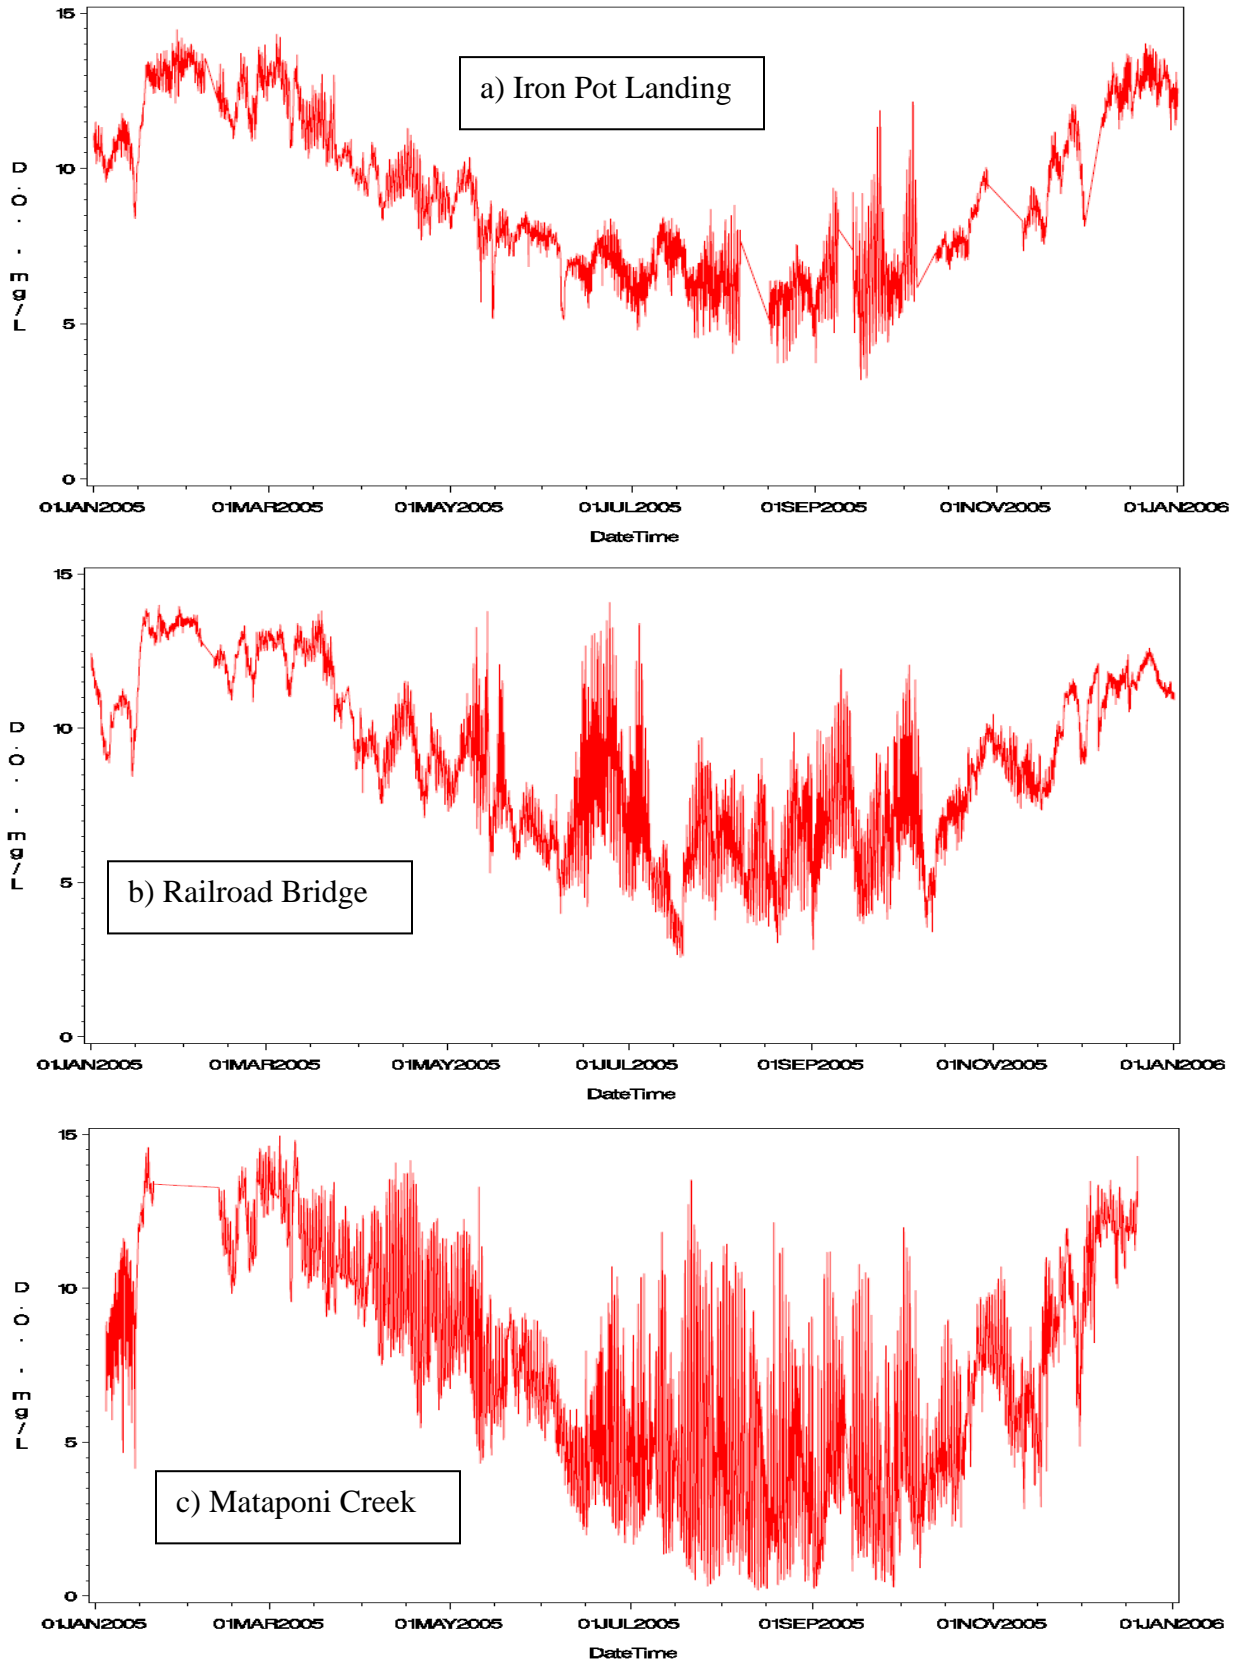 15
a) Iron Pot Landing
10
D.O. - mg/L
5
0
01JAN2005 01MAR2005 01MAY2005 01JUL2005 01SEP2005 01NOV2005 01JAN2006
DateTime
15
10
D.O. - mg/L
5
b) Railroad Bridge
0
01JAN2005 01MAR2005 01MAY2005 01JUL2005 01SEP2005 01NOV2005 01JAN2006
DateTime
15
10
D.O. - mg/L
5
c) Mataponi Creek
0
01JAN2005 01MAR2005 01MAY2005 01JUL2005 01SEP2005 01NOV2005 01JAN2006
DateTime